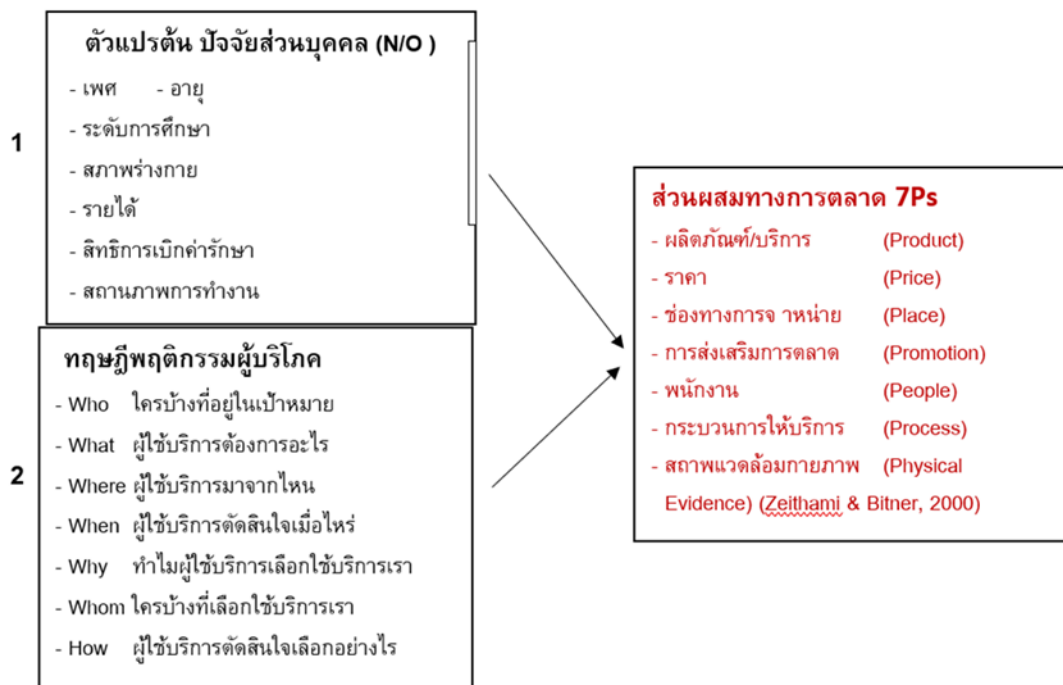 ตัวแปรต้น ปัจจัยส่วนบุคคล (N/O )
- เพศ - อายุ
- ระดับการศึกษา
1
- สภาพร่างกาย
- รายได้
- สิทธิการเบิกค่ารักษา
- สถานภาพการทำงาน
ทฤษฎีพฤติกรรมผู้บริโภค
- Who ใครบ้างที่อยู่ในเป้าหมาย
- What ผู้ใช้บริการต้องการอะไร
2
- Where ผู้ใช้บริการมาจากไหน
- When ผู้ใช้บริการตัดสินใจเมื่อไหร่
- Why ทำไมผู้ใช้บริการเลือกใช้บริการเรา
- Whom ใครบ้างที่เลือกใช้บริการเรา
- How ผู้ใช้บริการตัดสินใจเลือกอย่างไร
ส่วนผสมทางการตลาด 7Ps
- ผลิตภัณฑ์/บริการ (Product)
- ราคา (Price)
- ช่องทางการจ าหน่าย (Place)
- การส่งเสริมการตลาด (Promotion)
- พนักงาน (People)
- กระบวนการให้บริการ (Process)
- สถาพแวดล้อมกายภาพ (Physical
Evidence) (Zeithami & Bitner, 2000)